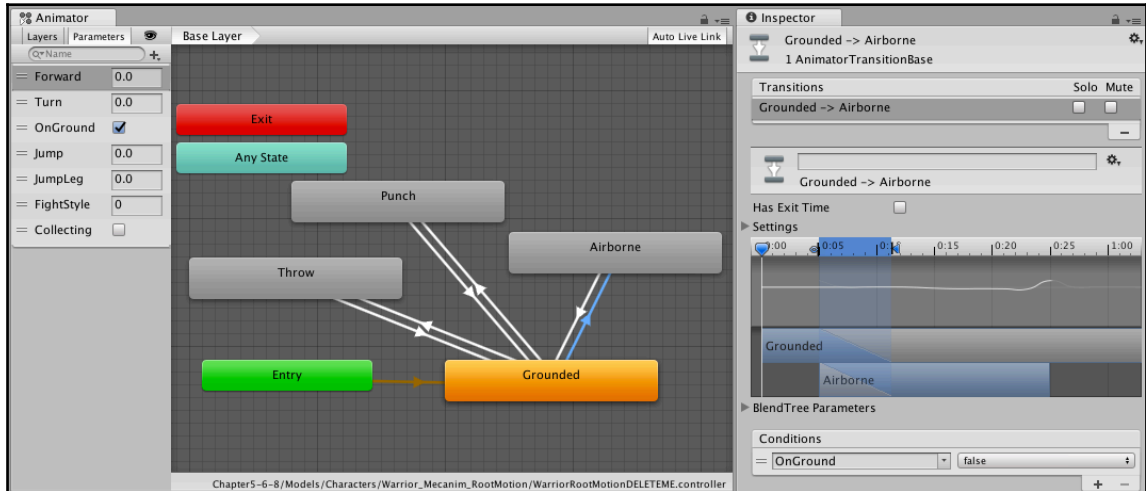 Animator
Layers Parameters
Name
Forward 0.0
Turn 0.0
OnGround
Jump 0.0
JumpLeg 0.0
FightStyle 0
Collecting
Base Layer Auto Live Link
Exit
Any State
Punch
Airborne
Throw
Entry
Grounded
Chapter5-6-8/Models/Characters/Warrior_Mecanim_RootMotion/WarriorRootMotionDELETEME.controller
Inspector
Grounded -> Airborne
1 AnimatorTransitionBase
Transitions Solo Mute
Grounded -> Airborne
Grounded -> Airborne
Has Exit Time
Settings
0:05 0:15 0:20 0:25 1:00
Grounded
Airborne
BlendTree Parameters
Conditions
OnGround false